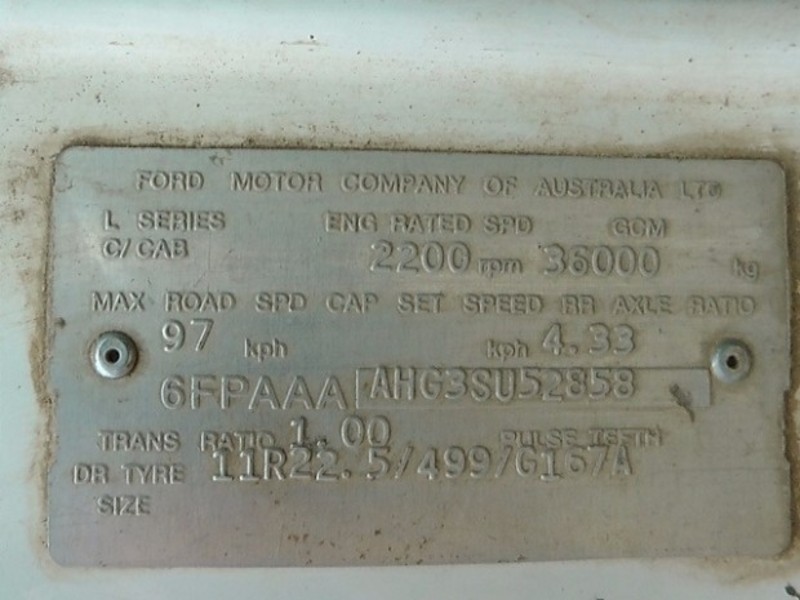 FORD MOTOR COMPANY OF AUSTRALIA LTD
L SERIES ENG RATED SPD GCM
C/CAB 2200 rpm 36000 kg
MAX ROAD SPD CAP SET SPEED RR AXLE RATIO
97 kph kph 4.33
6FPAAA AHG3SU52858
TRANS RATIO 1.00 PULSE TEETH
DR TYRE 11R22.5/499/G167A
SIZE